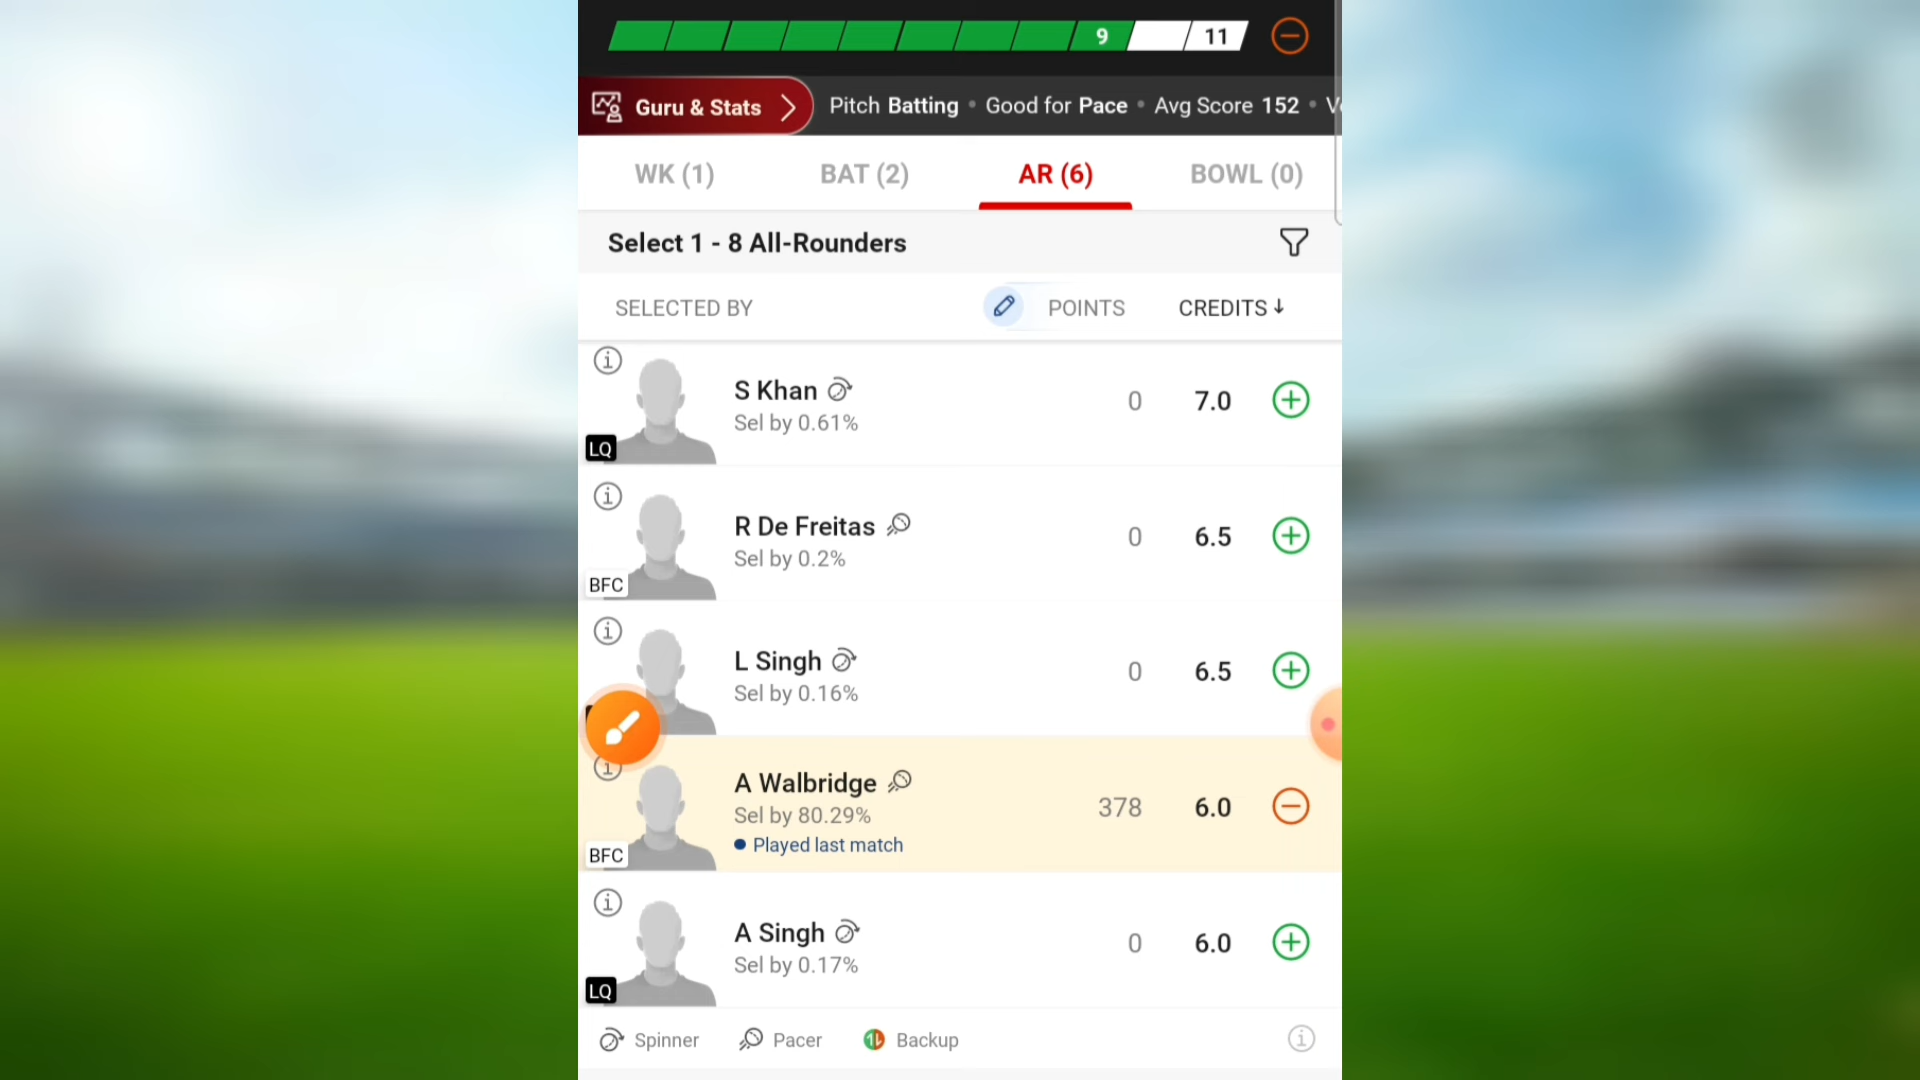 9 11
Guru & Stats Pitch Batting • Good for Pace • Avg Score 152 •
WK (1) BAT (2) AR (6) BOWL (0)
Select 1 - 8 All-Rounders
SELECTED BY POINTS CREDITS ↓
S Khan
Sel by 0.61%
0 7.0
LQ
R De Freitas
Sel by 0.2%
0 6.5
BFC
L Singh
Sel by 0.16%
0 6.5
A Walbridge
Sel by 80.29%
• Played last match
378 6.0
BFC
A Singh
Sel by 0.17%
0 6.0
LQ
Spinner Pacer Backup